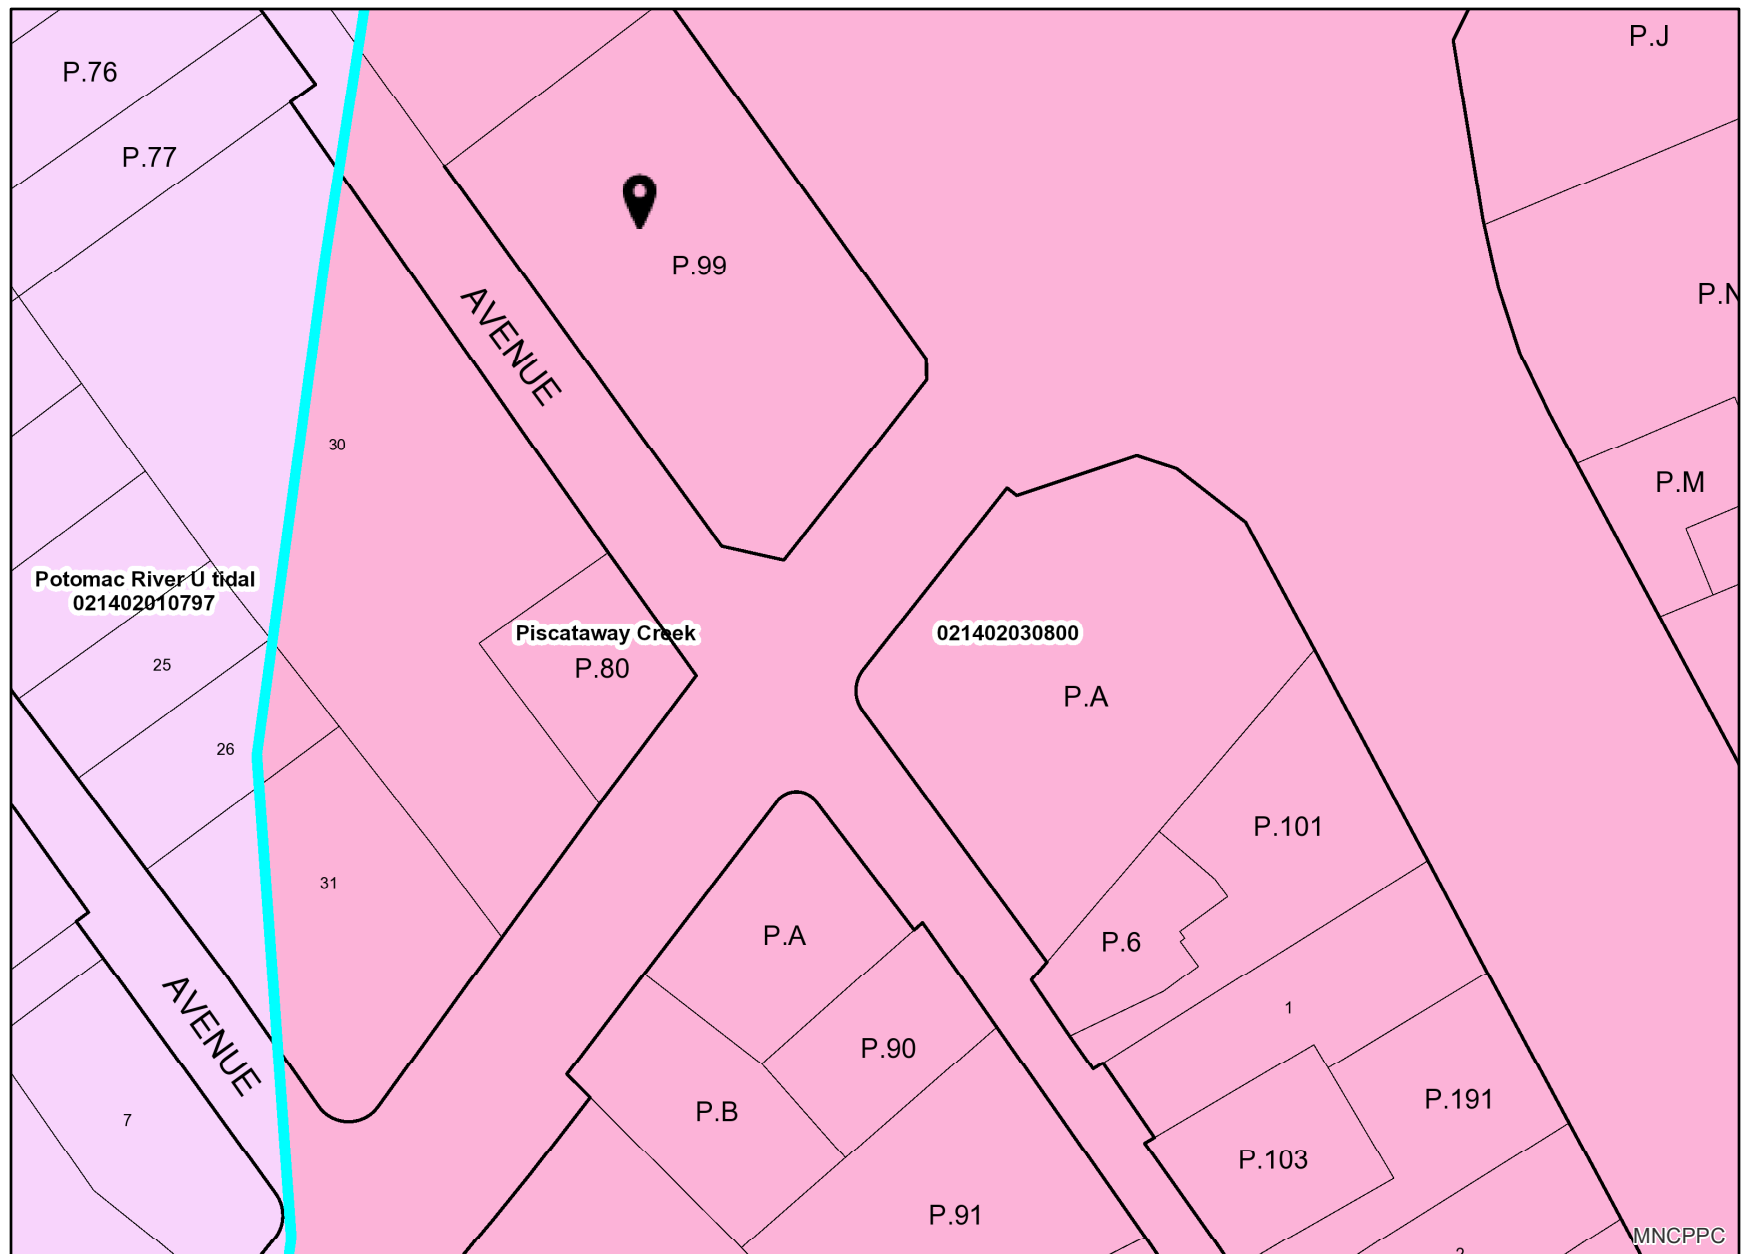 P.J
P.76
P.77
P.99
P.N
AVENUE
30
P.M
Potomac River U tidal
021402010797
Piscataway Creek
021402030800
25
P.80
P.A
26
P.101
31
P.A
P.6
AVENUE
1
P.90
P.191
P.B
7
P.103
P.91
MNCPPC
2